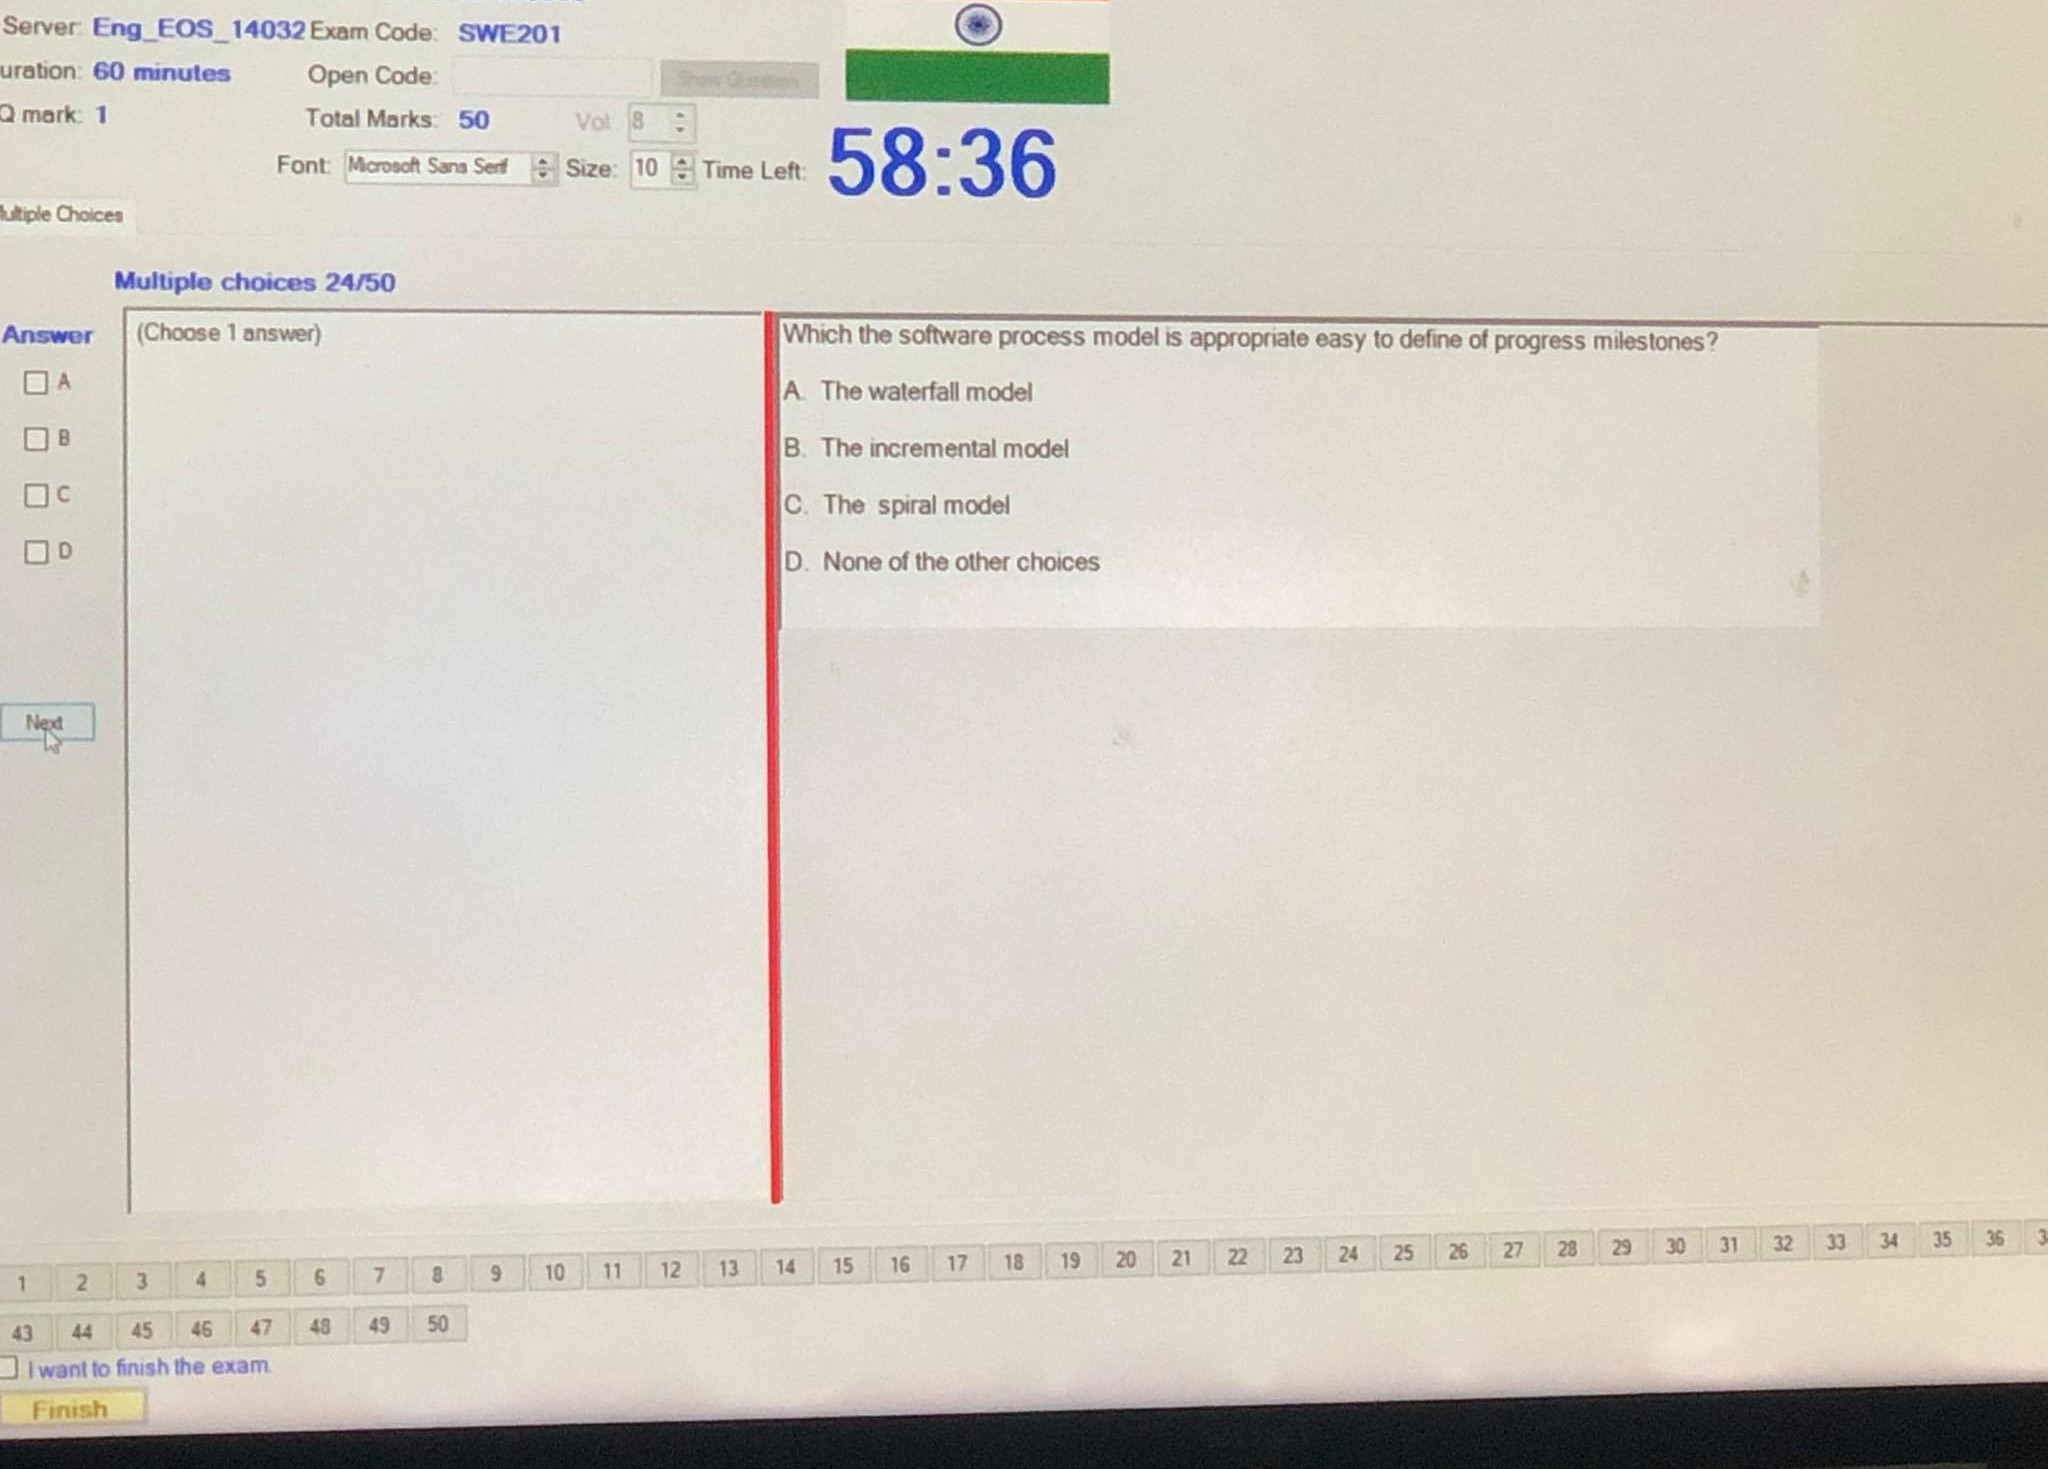 Server: Eng_EOS_14032 Exam Code: SWE201
uration: 60 minutes Open Code: Show Question
Q mark: 1 Total Marks: 50 Vol: 8
Font: Microsoft Sans Serif Size: 10 Time Left: 58:36
ultiple Choices
Multiple choices 24/50
Answer (Choose 1 answer) Which the software process model is appropriate easy to define of progress milestones?
A A. The waterfall model
B B. The incremental model
C C. The spiral model
D D. None of the other choices
Next
1 2 3 4 5 6 7 8 9 10 11 12 13 14 15 16 17 18 19 20 21 22 23 24 25 26 27 28 29 30 31 32 33 34 35 36
43 44 45 46 47 48 49 50
I want to finish the exam.
Finish